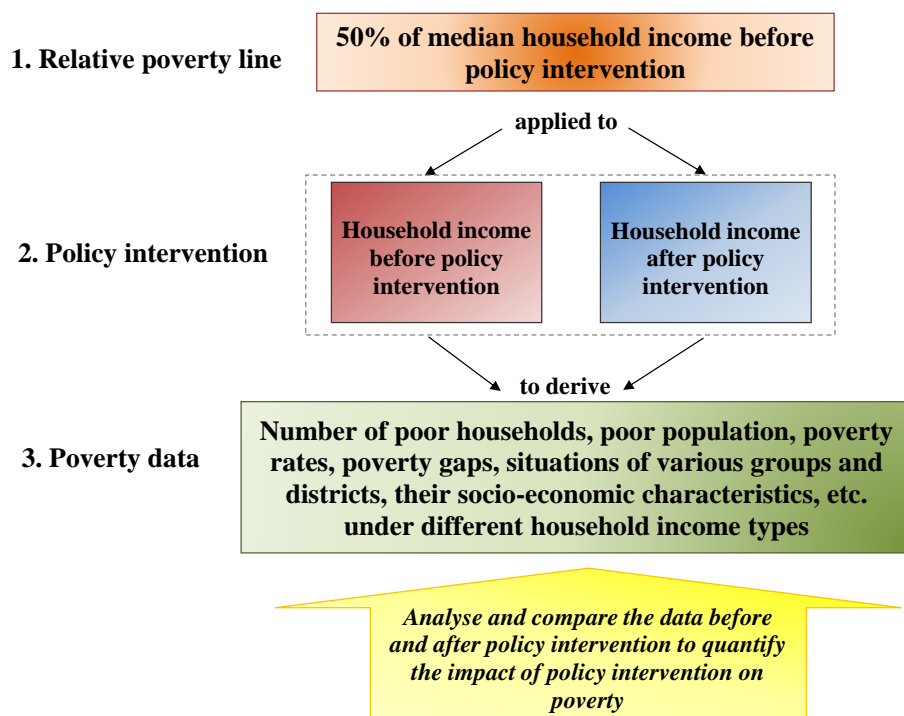 1. Relative poverty line
50% of median household income before
policy intervention
applied to
2. Policy intervention
Household income
before policy
intervention
Household income
after policy
intervention
to derive
3. Poverty data
Number of poor households, poor population, poverty
rates, poverty gaps, situations of various groups and
districts, their socio-economic characteristics, etc.
under different household income types
Analyse and compare the data before
and after policy intervention to quantify
the impact of policy intervention on
poverty